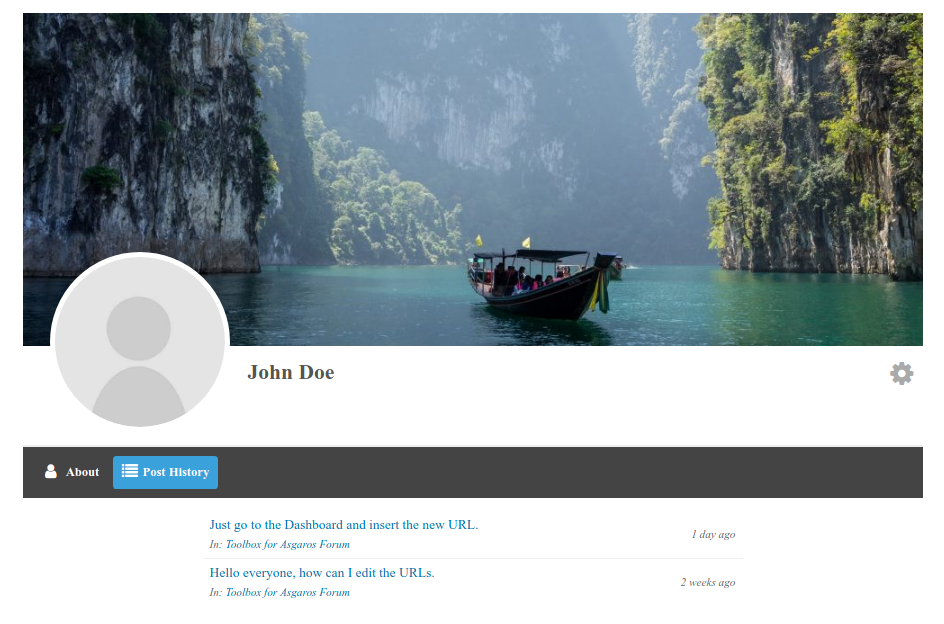 John Doe
About Post History
Just go to the Dashboard and insert the new URL.
1 day ago
In: Toolbox for Asgaros Forum
Hello everyone, how can I edit the URLs.
2 weeks ago
In: Toolbox for Asgaros Forum